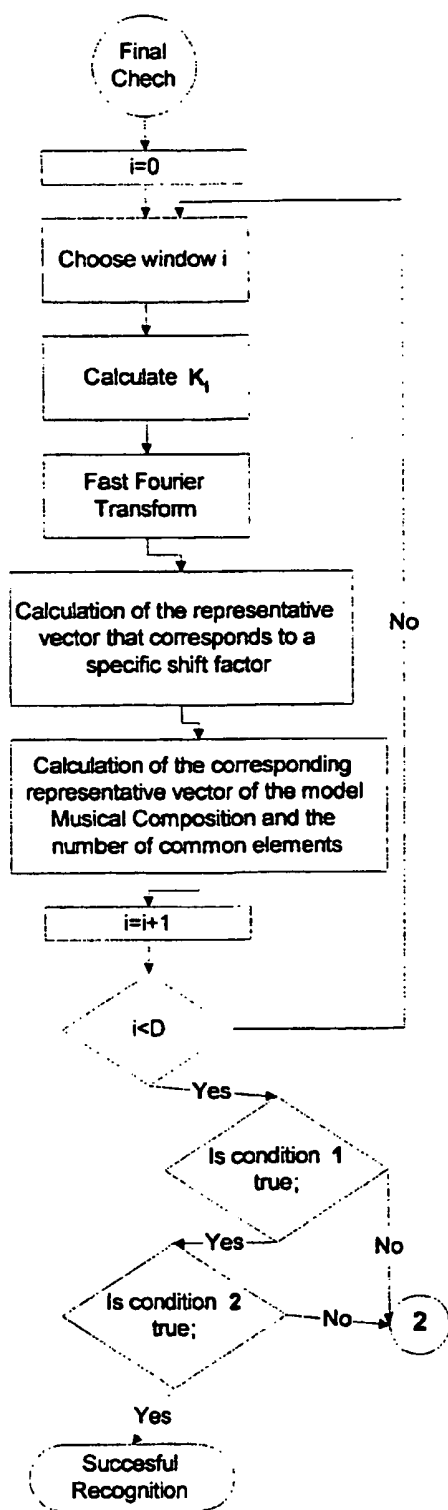 Final
Chech
i=0
Choose window i
Calculate K_i
Fast Fourier
Transform
Calculation of the representative
vector that corresponds to a
specific shift factor
No
Calculation of the corresponding
representative vector of the model
Musical Composition and the
number of common elements
i=i+1
i<D
Yes
Is condition 1
true;
Yes
No
Is condition 2
true;
No
2
Yes
Succesful
Recognition